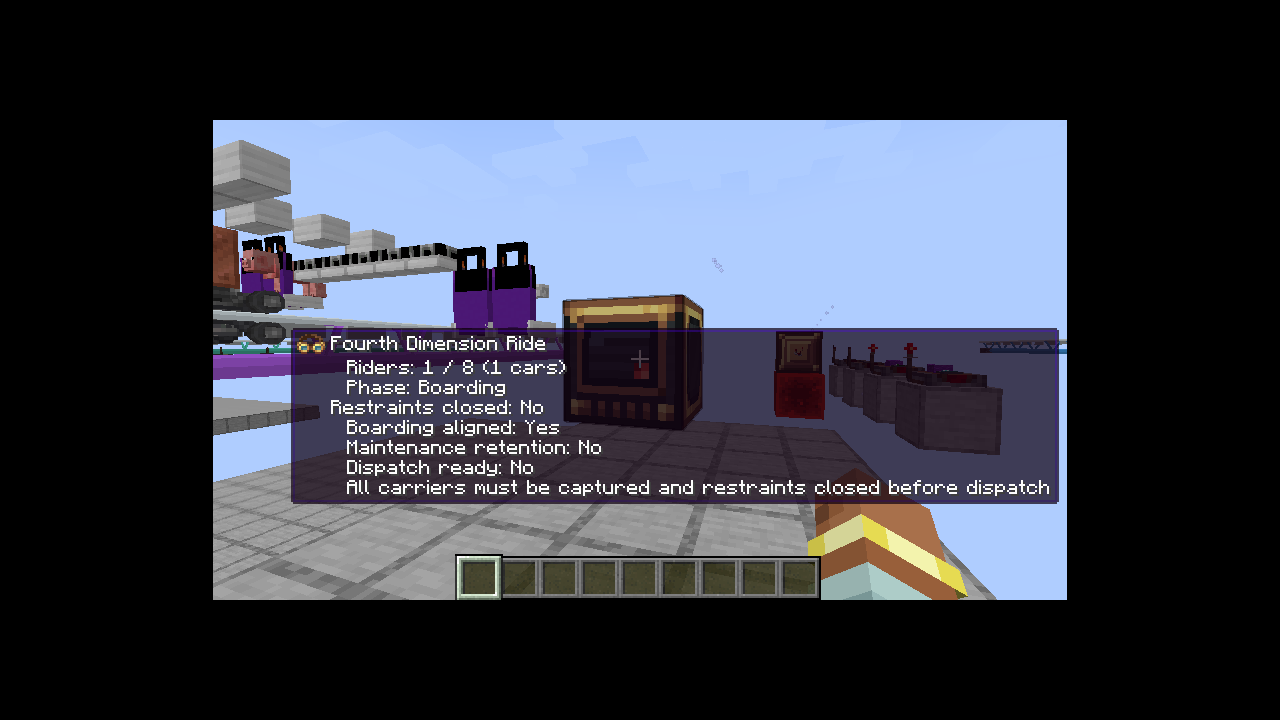 Fourth Dimension Ride
Riders: 1 / 8 (1 cars)
Phase: Boarding
Restraints closed: No
Boarding aligned: Yes
Maintenance retention: No
Dispatch ready: No
All carriers must be captured and restraints closed before dispatch